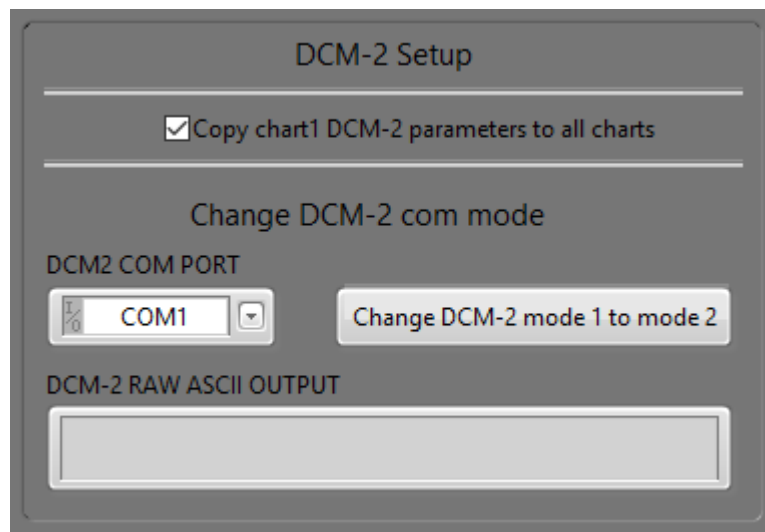 DCM-2 Setup
Copy chart1 DCM-2 parameters to all charts
Change DCM-2 com mode
DCM2 COM PORT
I/O COM1
Change DCM-2 mode 1 to mode 2
DCM-2 RAW ASCII OUTPUT